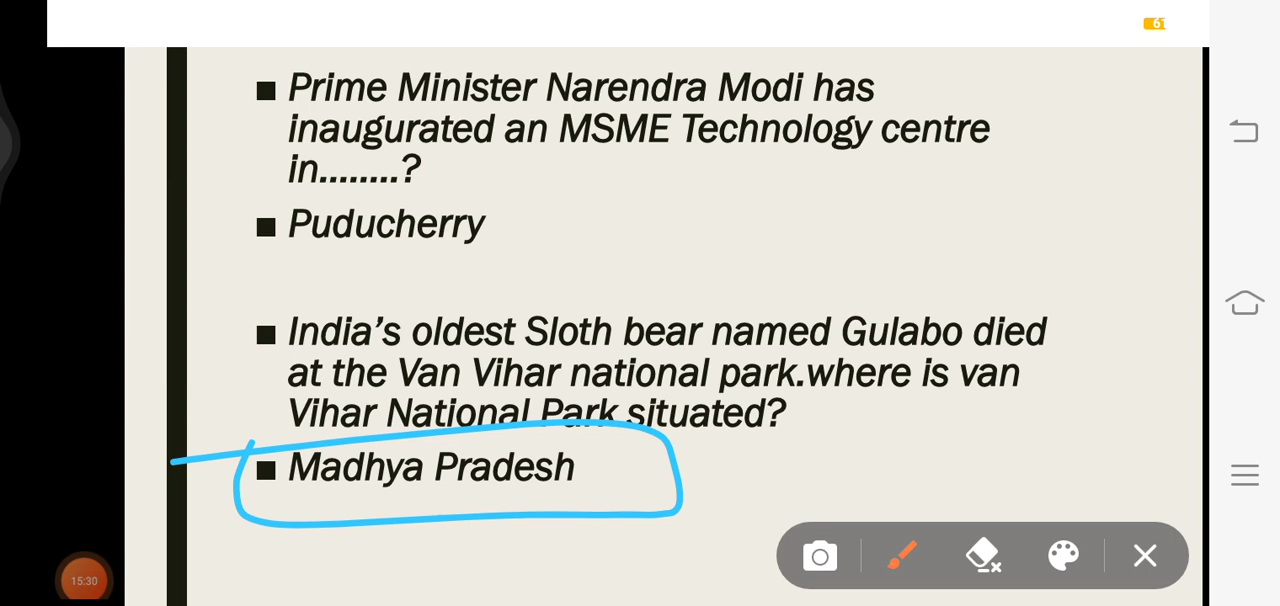 61
■ Prime Minister Narendra Modi has
inaugurated an MSME Technology centre
in........?
■ Puducherry
■ India's oldest Sloth bear named Gulabo died
at the Van Vihar national park.where is van
Vihar National Park situated?
■ Madhya Pradesh
15:30